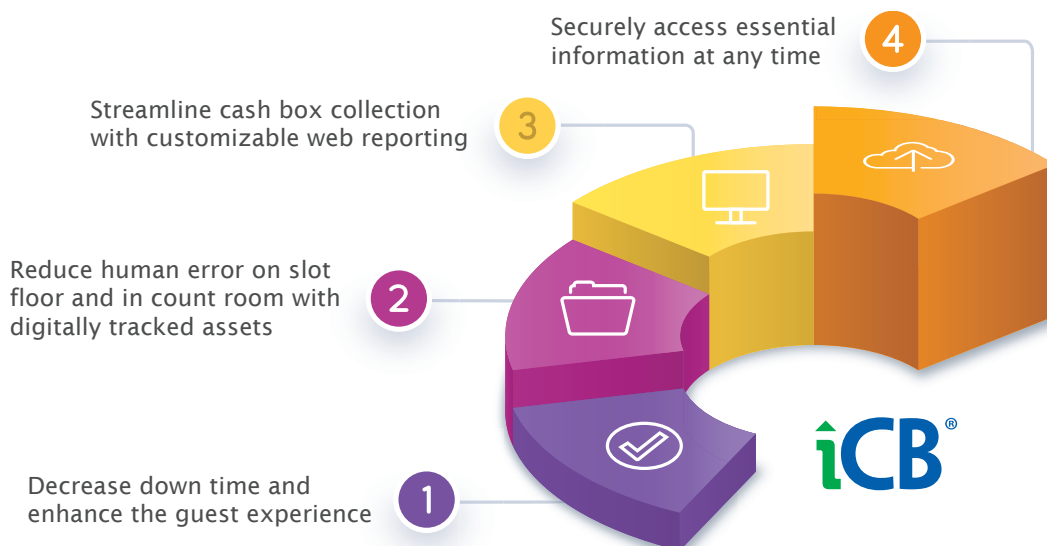 Securely access essential
information at any time
4
Streamline cash box collection
with customizable web reporting
3
Reduce human error on slot
floor and in count room with
digitally tracked assets
2
Decrease down time and
enhance the guest experience
1
iCB®